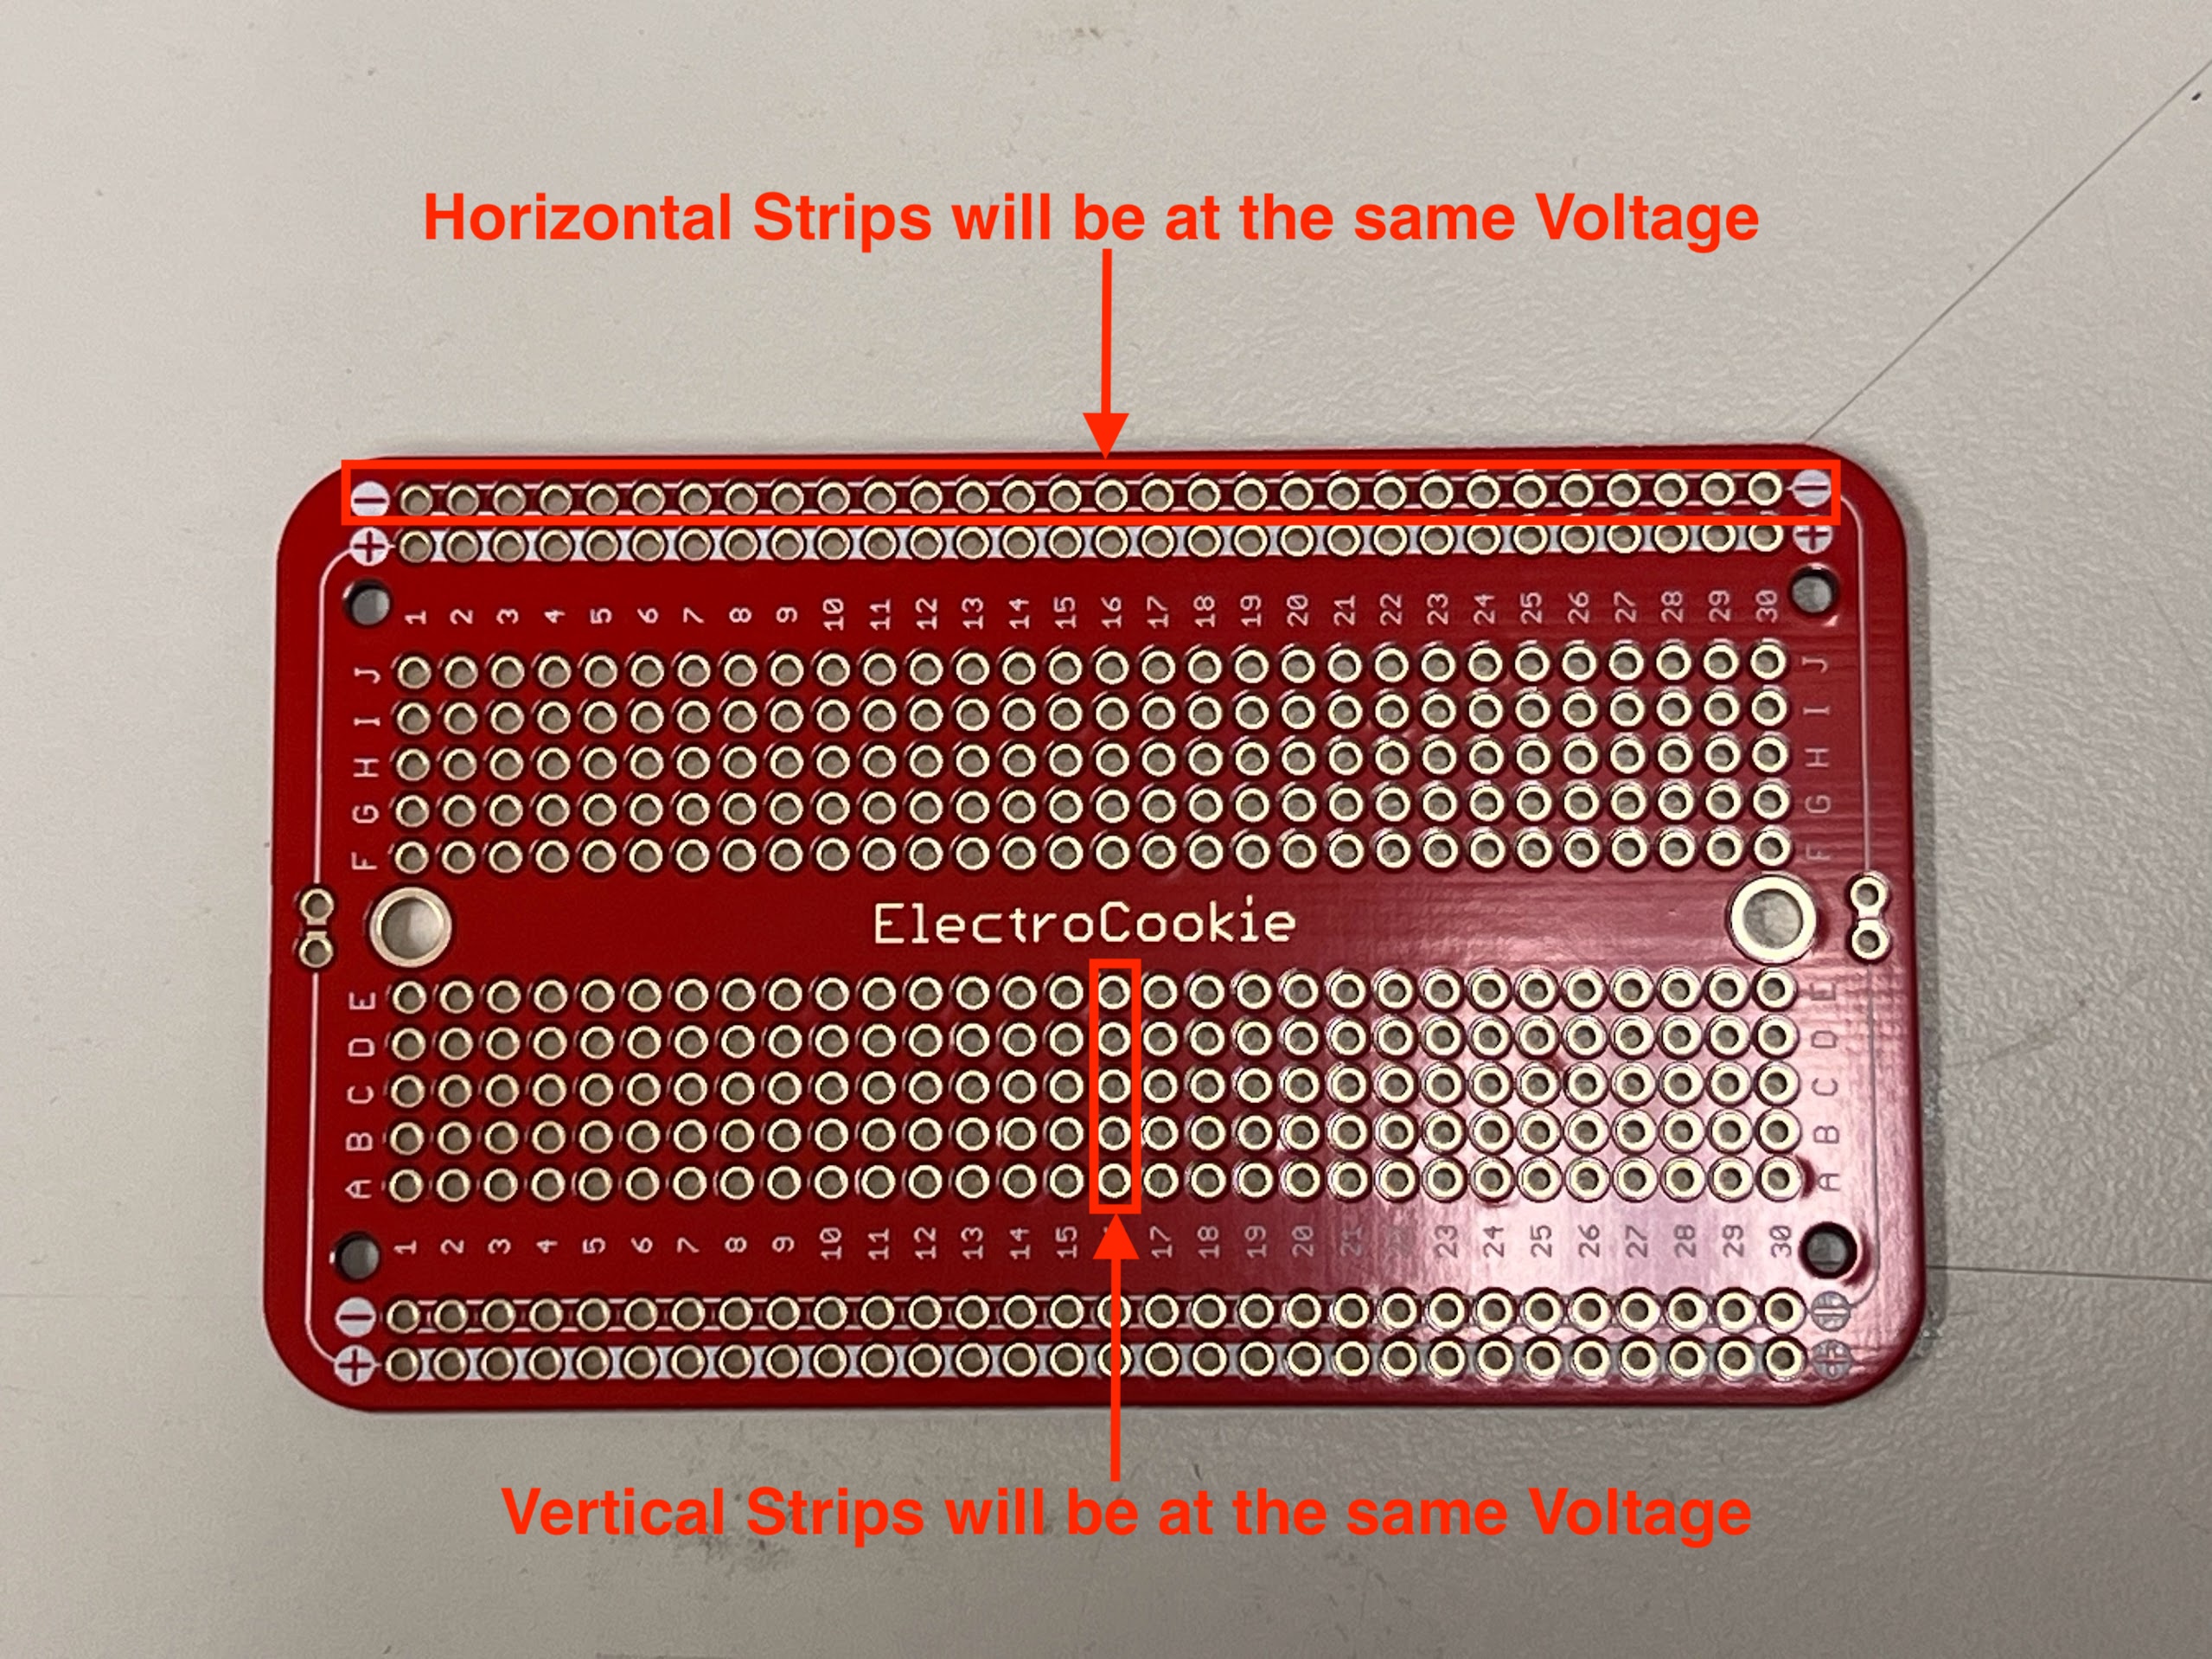 Horizontal Strips will be at the same Voltage
− −
+ +
1 2 3 4 5 6 7 8 9 10 11 12 13 14 15 16 17 18 19 20 21 22 23 24 25 26 27 28 29 30
J J
I I
H H
G G
F F
ElectroCookie
E E
D D
C C
B B
A A
1 2 3 4 5 6 7 8 9 10 11 12 13 14 15 17 18 19 20 21 23 24 25 26 27 28 29 30
− −
+ +
Vertical Strips will be at the same Voltage